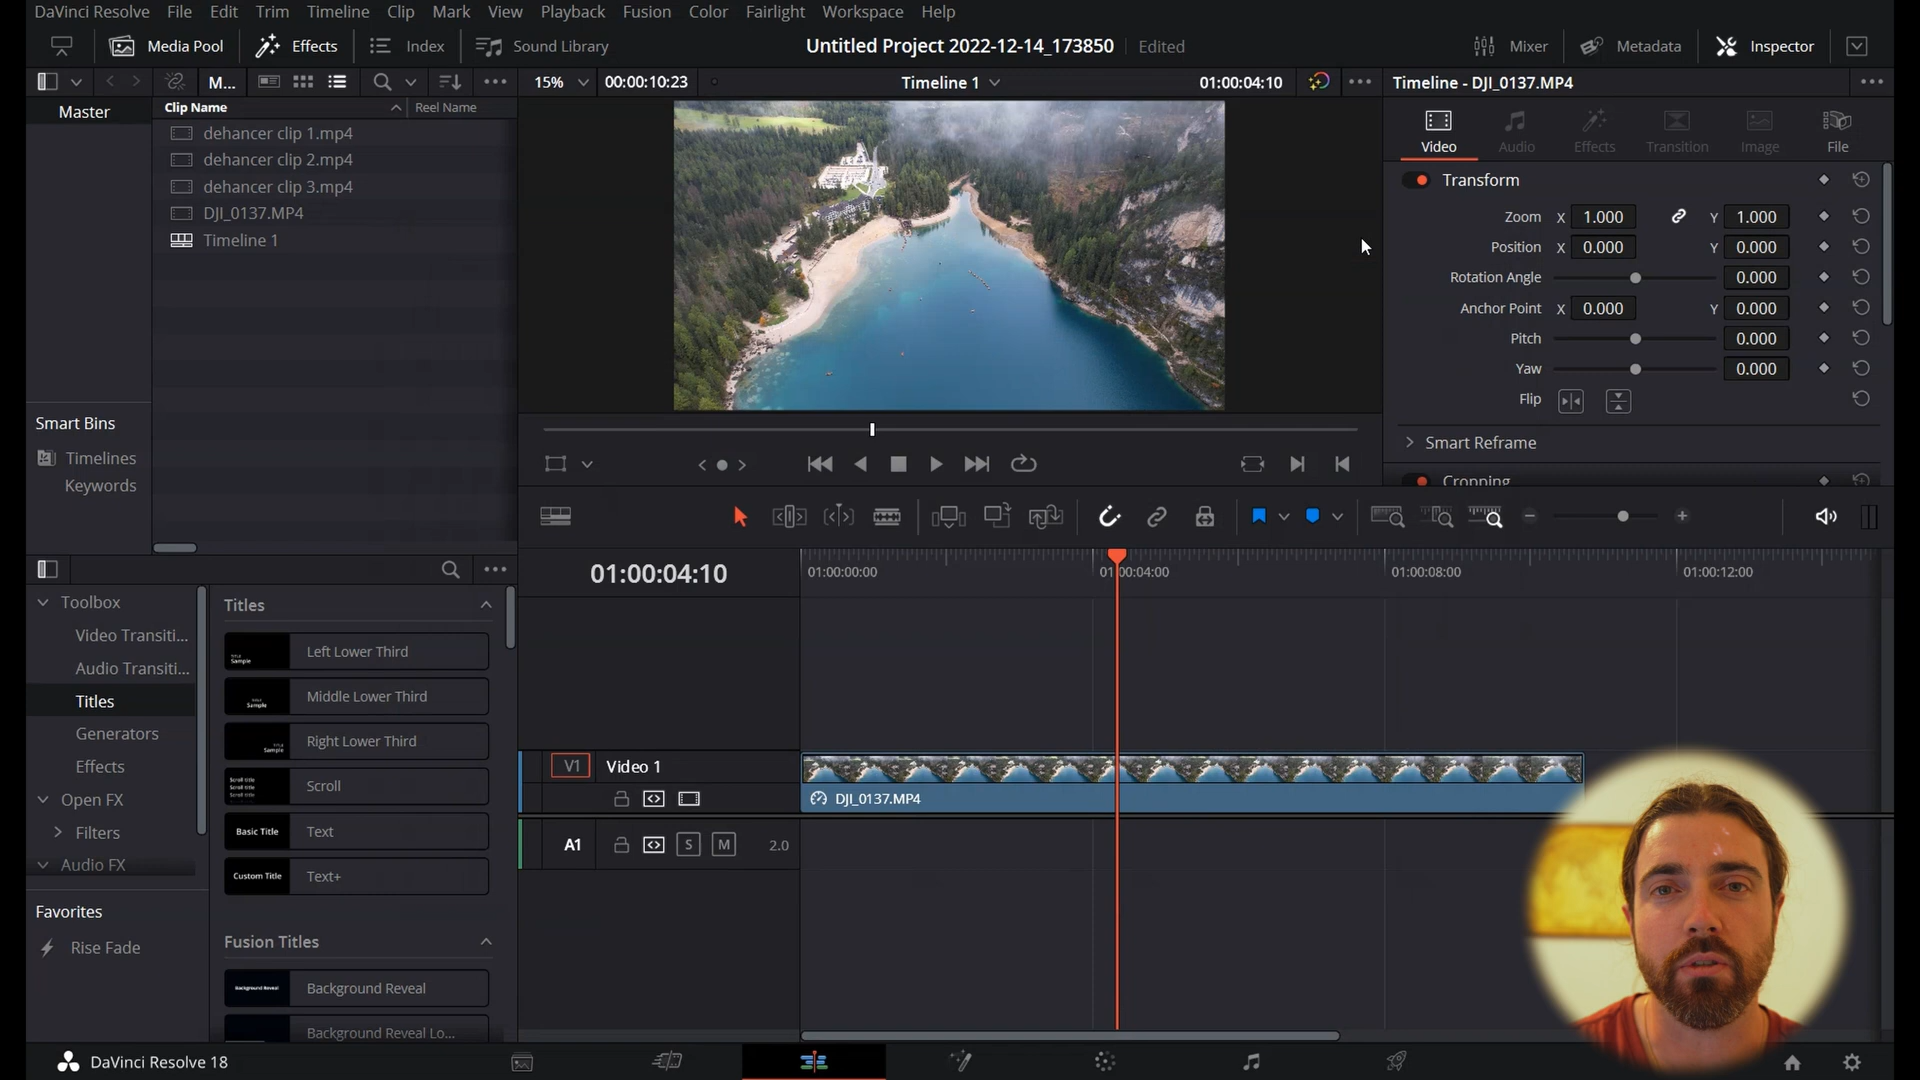 DaVinci Resolve File Edit Trim Timeline Clip Mark View Playback Fusion Color Fairlight Workspace Help
Media Pool Effects Index Sound Library Untitled Project 2022-12-14_173850 Edited Mixer Metadata Inspector
M... 15% 00:00:10:23 Timeline 1 01:00:04:10 Timeline - DJI_0137.MP4
Master Clip Name Reel Name
dehancer clip 1.mp4
dehancer clip 2.mp4
dehancer clip 3.mp4
DJI_0137.MP4
Timeline 1
Video Audio Effects Transition Image File
Transform
Zoom X 1.000 Y 1.000
Position X 0.000 Y 0.000
Rotation Angle 0.000
Anchor Point X 0.000 Y 0.000
Pitch 0.000
Yaw 0.000
Flip
Smart Reframe
Cropping
Smart Bins
Timelines
Keywords
01:00:04:10 01:00:00:00 01:00:04:00 01:00:08:00 01:00:12:00
Toolbox
Video Transiti...
Audio Transiti...
Titles
Generators
Effects
Open FX
Filters
Audio FX
Favorites
Rise Fade
Titles
Left Lower Third
Middle Lower Third
Right Lower Third
Scroll
Basic Title Text
Custom Title Text+
Fusion Titles
Background Reveal Background Reveal
Background Reveal Lo...
V1 Video 1
DJI_0137.MP4
A1 S M 2.0
DaVinci Resolve 18